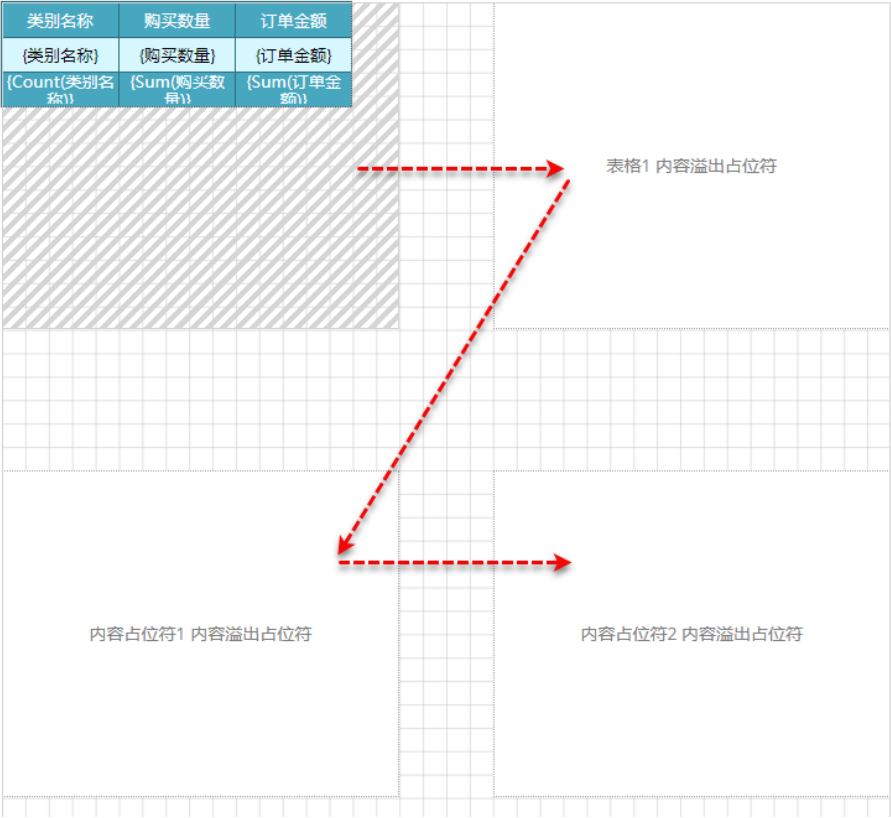 类别名称 购买数量 订单金额
{类别名称} {购买数量} {订单金额}
{Count(类别名 {Sum(购买数 {Sum(订单金
称)} 量)} 额)}
表格1 内容溢出占位符
内容占位符1 内容溢出占位符 内容占位符2 内容溢出占位符